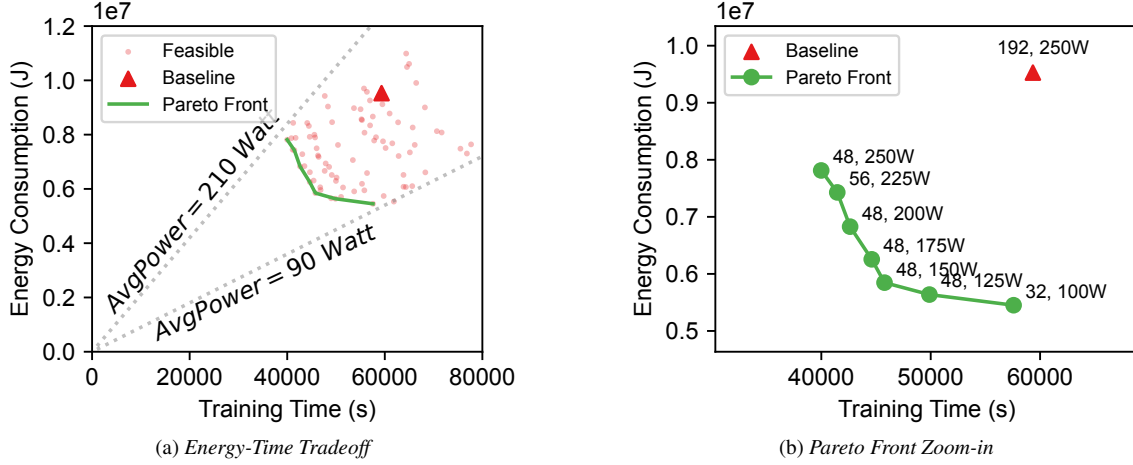 1e7
1.2
1.0
0.8
0.6
0.4
0.2
0.0
Energy Consumption (J)
Feasible
Baseline
Pareto Front
AvgPower = 210 Watt
AvgPower = 90 Watt
0 20000 40000 60000 80000
Training Time (s)
(a) Energy-Time Tradeoff
1e7
1.0
0.9
0.8
0.7
0.6
0.5
Energy Consumption (J)
Baseline
Pareto Front
192, 250W
48, 250W
56, 225W
48, 200W
48, 175W
48, 150W
48, 125W
32, 100W
40000 50000 60000
Training Time (s)
(b) Pareto Front Zoom-in